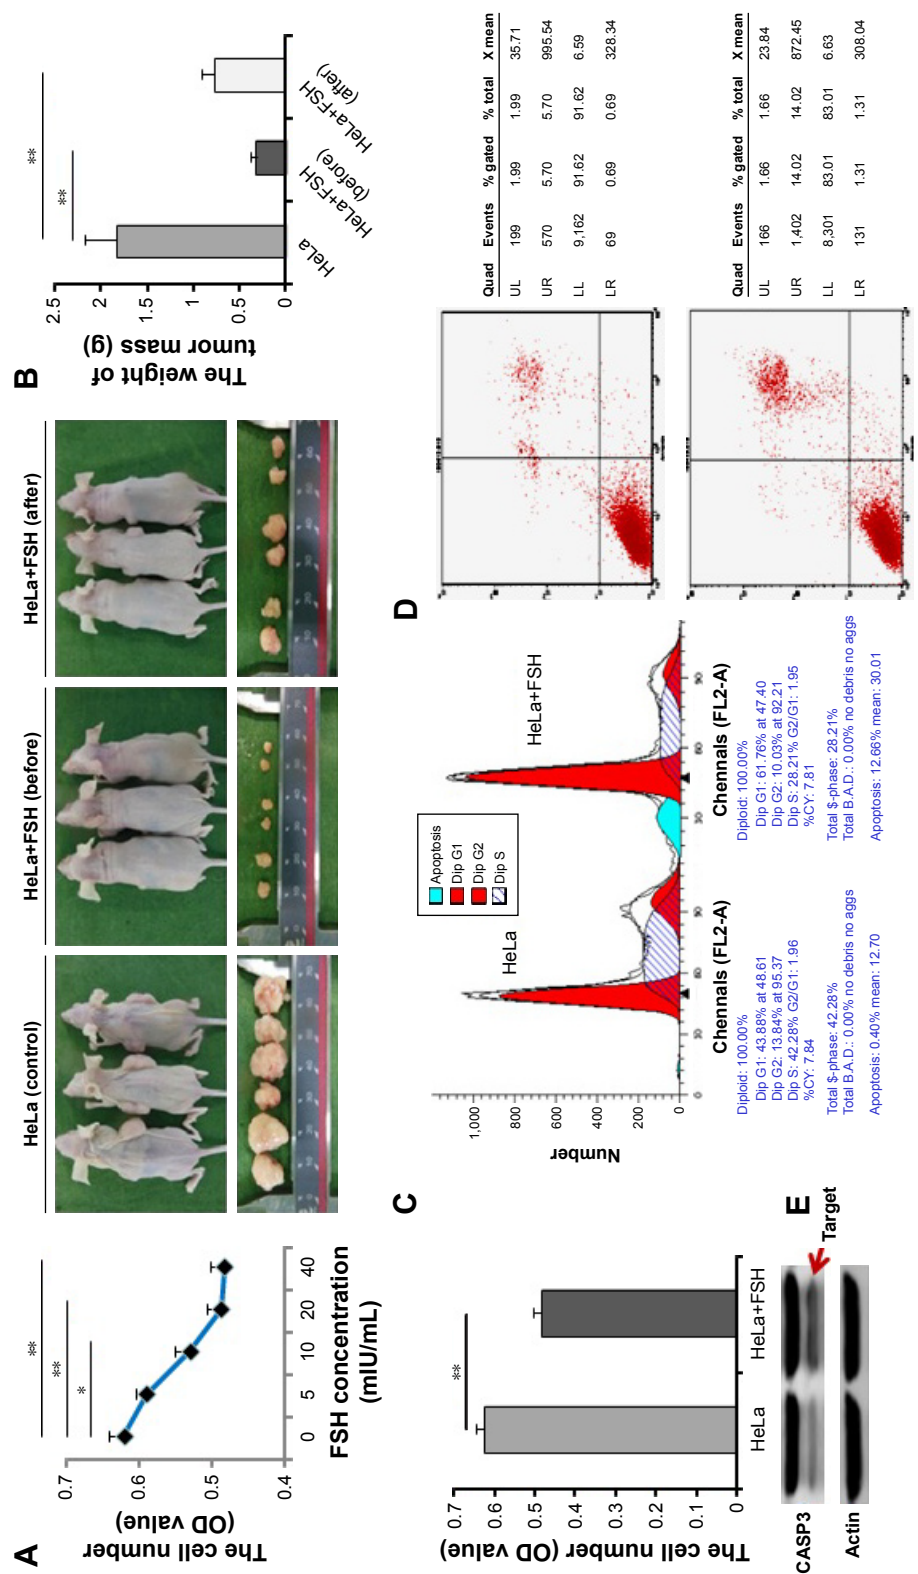 A
The cell number
(OD value)
0.7
0.6
0.5
0.4
0
5
10
20
40
FSH concentration
(mIU/mL)
*
**
**
HeLa (control)
HeLa+FSH (before)
HeLa+FSH (after)
B
The weight of
tumor mass (g)
2.5
2
1.5
1
0.5
0
HeLa
HeLa+FSH
(before)
HeLa+FSH
(after)
**
**
C
The cell number (OD value)
0.7
0.6
0.5
0.4
0.3
0.2
0.1
0
HeLa
HeLa+FSH
**
Number
1,000
800
600
400
200
0
HeLa
HeLa+FSH
Apoptosis
Dip G1
Dip G2
Dip S
0
30
60
90
30
60
90
Chennals (FL2-A)
Diploid: 100.00%
Dip G1: 43.88% at 48.61
Dip G2: 13.84% at 95.37
Dip S: 42.28% G2/G1: 1.96
%CY: 7.84
Total $-phase: 42.28%
Total B.A.D.: 0.00% no debris no aggs
Apoptosis: 0.40% mean: 12.70
Chennals (FL2-A)
Diploid: 100.00%
Dip G1: 61.76% at 47.40
Dip G2: 10.03% at 92.21
Dip S: 28.21% G2/G1: 1.95
%CY: 7.81
Total $-phase: 28.21%
Total B.A.D.: 0.00% no debris no aggs
Apoptosis: 12.66% mean: 30.01
D
Quad Events % gated % total X mean
UL 199 1.99 1.99 35.71
UR 570 5.70 5.70 995.54
LL 9,162 91.62 91.62 6.59
LR 69 0.69 0.69 328.34
Quad Events % gated % total X mean
UL 166 1.66 1.66 23.84
UR 1,402 14.02 14.02 872.45
LL 8,301 83.01 83.01 6.63
LR 131 1.31 1.31 308.04
E
CASP3
Actin
Target